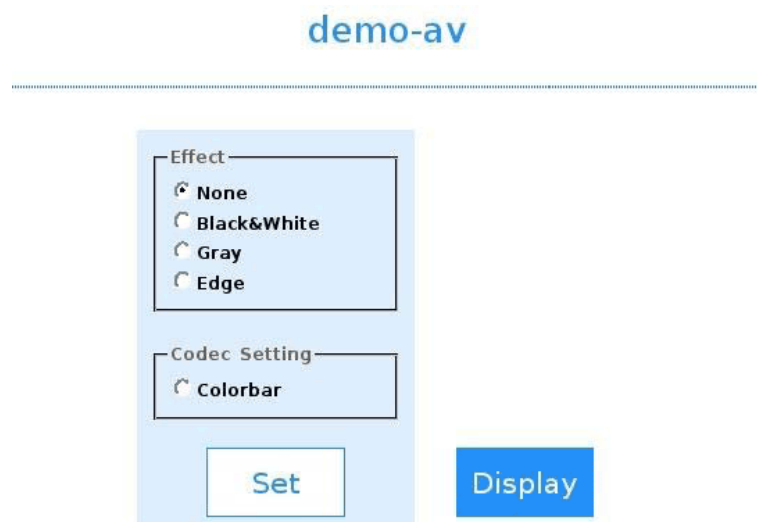 demo-av
Effect
None
Black&White
Gray
Edge
Codec Setting
Colorbar
Set
Display